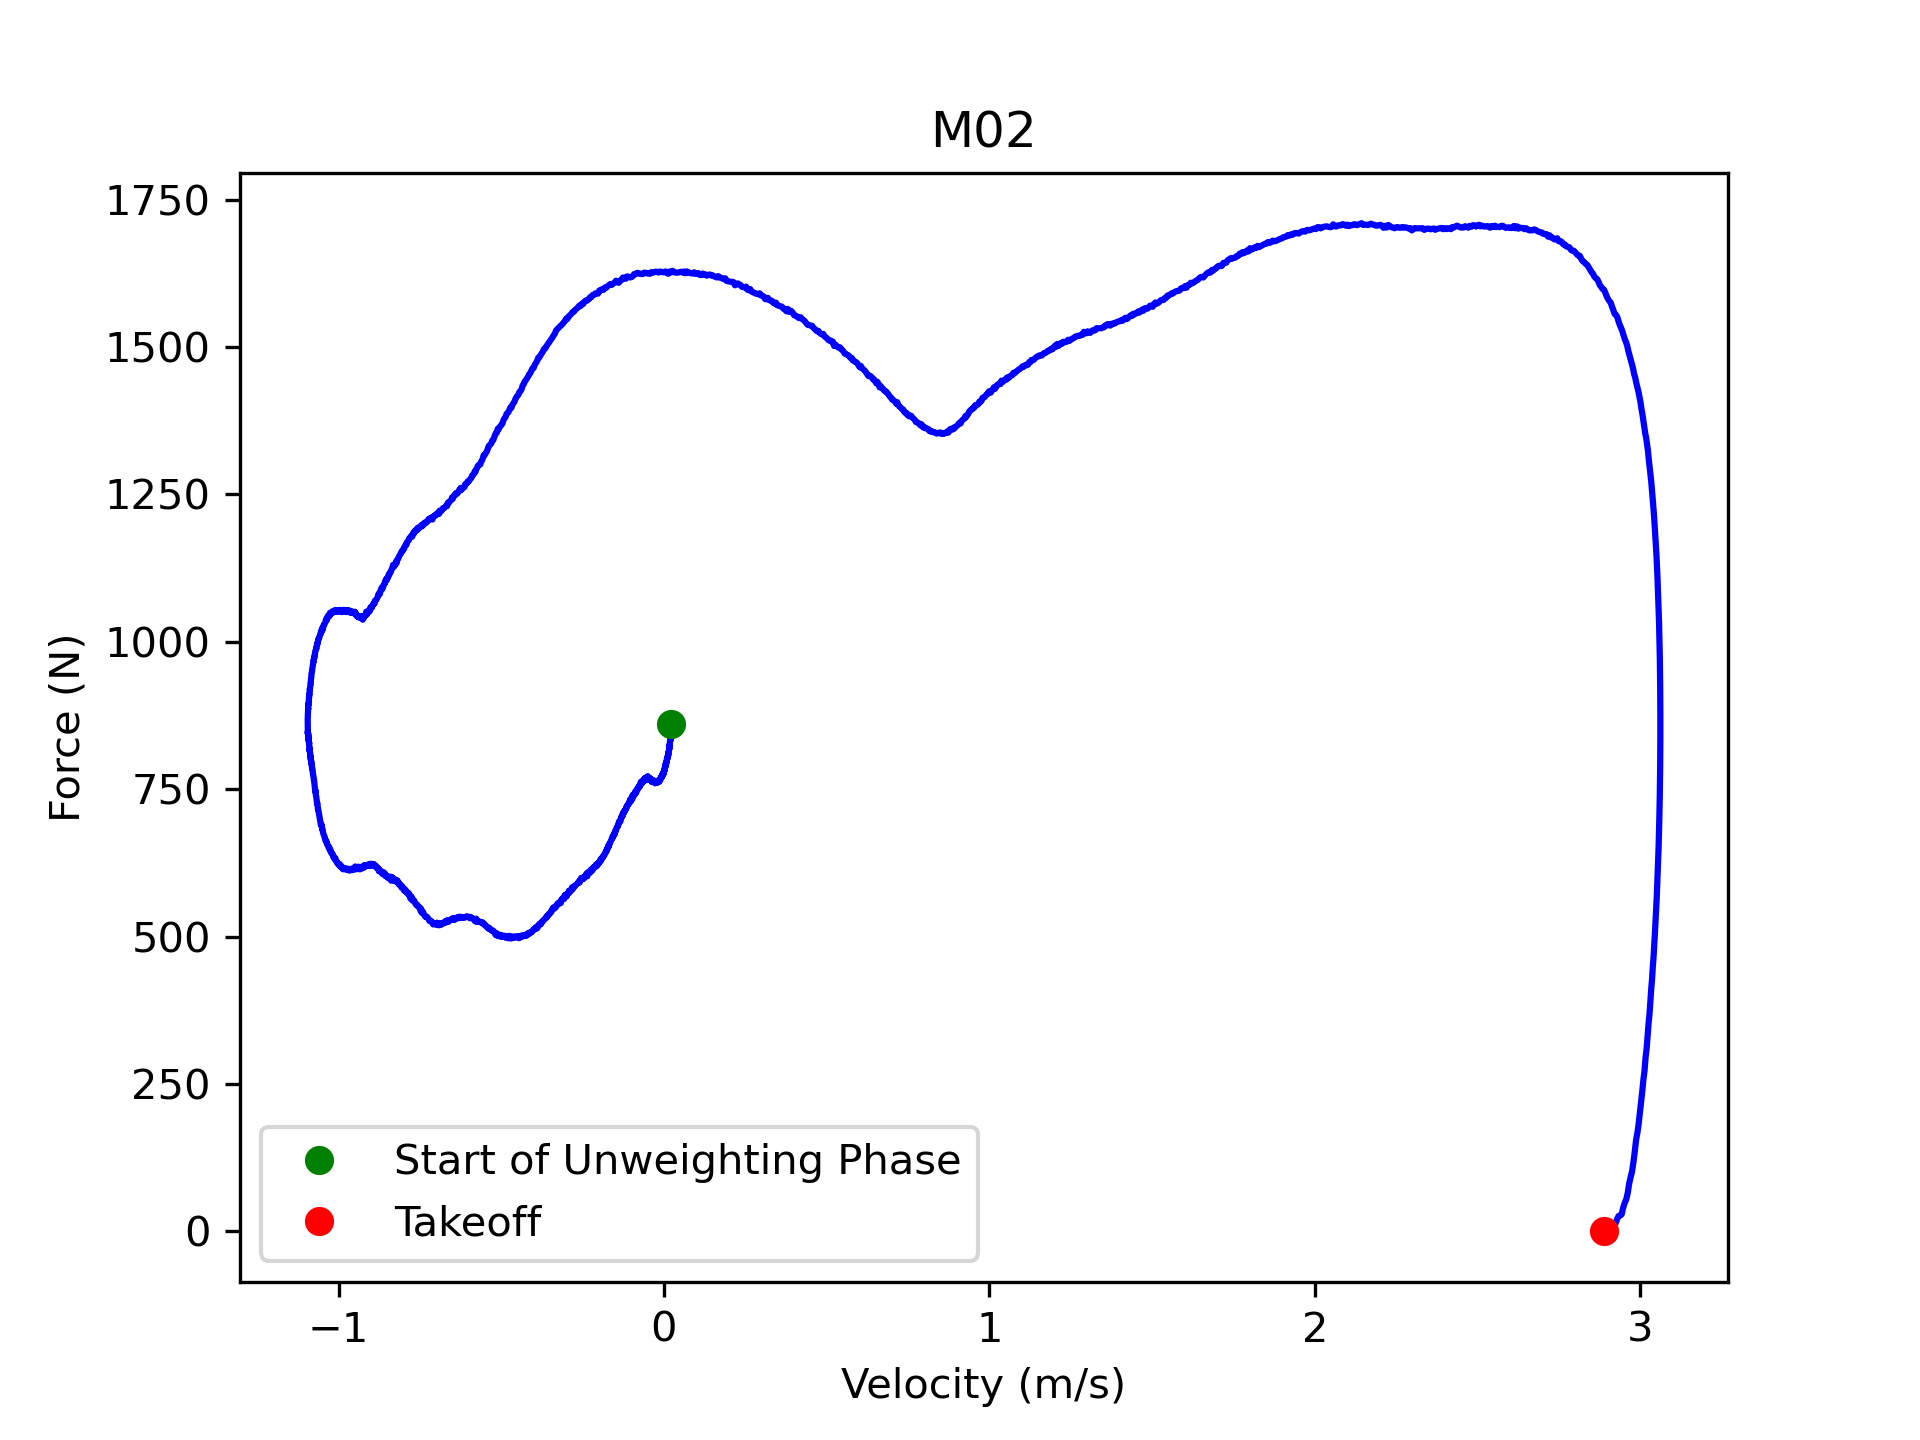 M02
1750
1500
1250
1000
750
500
250
0
Force (N)
Start of Unweighting Phase
Takeoff
−1 0 1 2 3
Velocity (m/s)